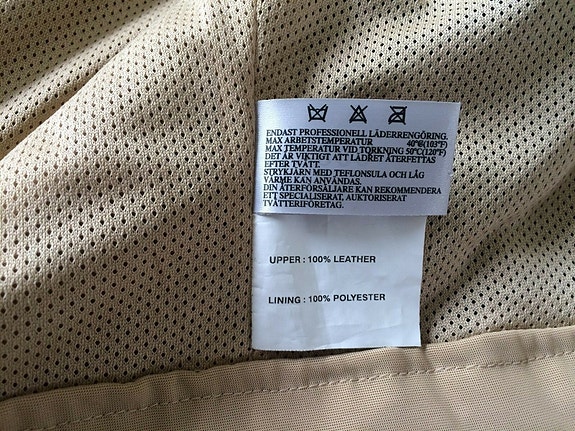 ENDAST PROFESSIONELL LÄDERRENGÖRING.
MAX ARBETSTEMPERATUR 40°C(103°F)
MAX TEMPERATUR VID TORKNING 50°C(120°F)
DET ÄR VIKTIGT ATT LÄDRET ÅTERFETTAS
EFTER TVÄTT.
STRYKJÄRN MED TEFLONSULA OCH LÅG
VÄRME KAN ANVÄNDAS.
DIN ÅTERFÖRSÄLJARE KAN REKOMMENDERA
ETT SPECIALISERAT, AUKTORISERAT
TVÄTTERIFÖRETAG.
UPPER : 100% LEATHER
LINING : 100% POLYESTER